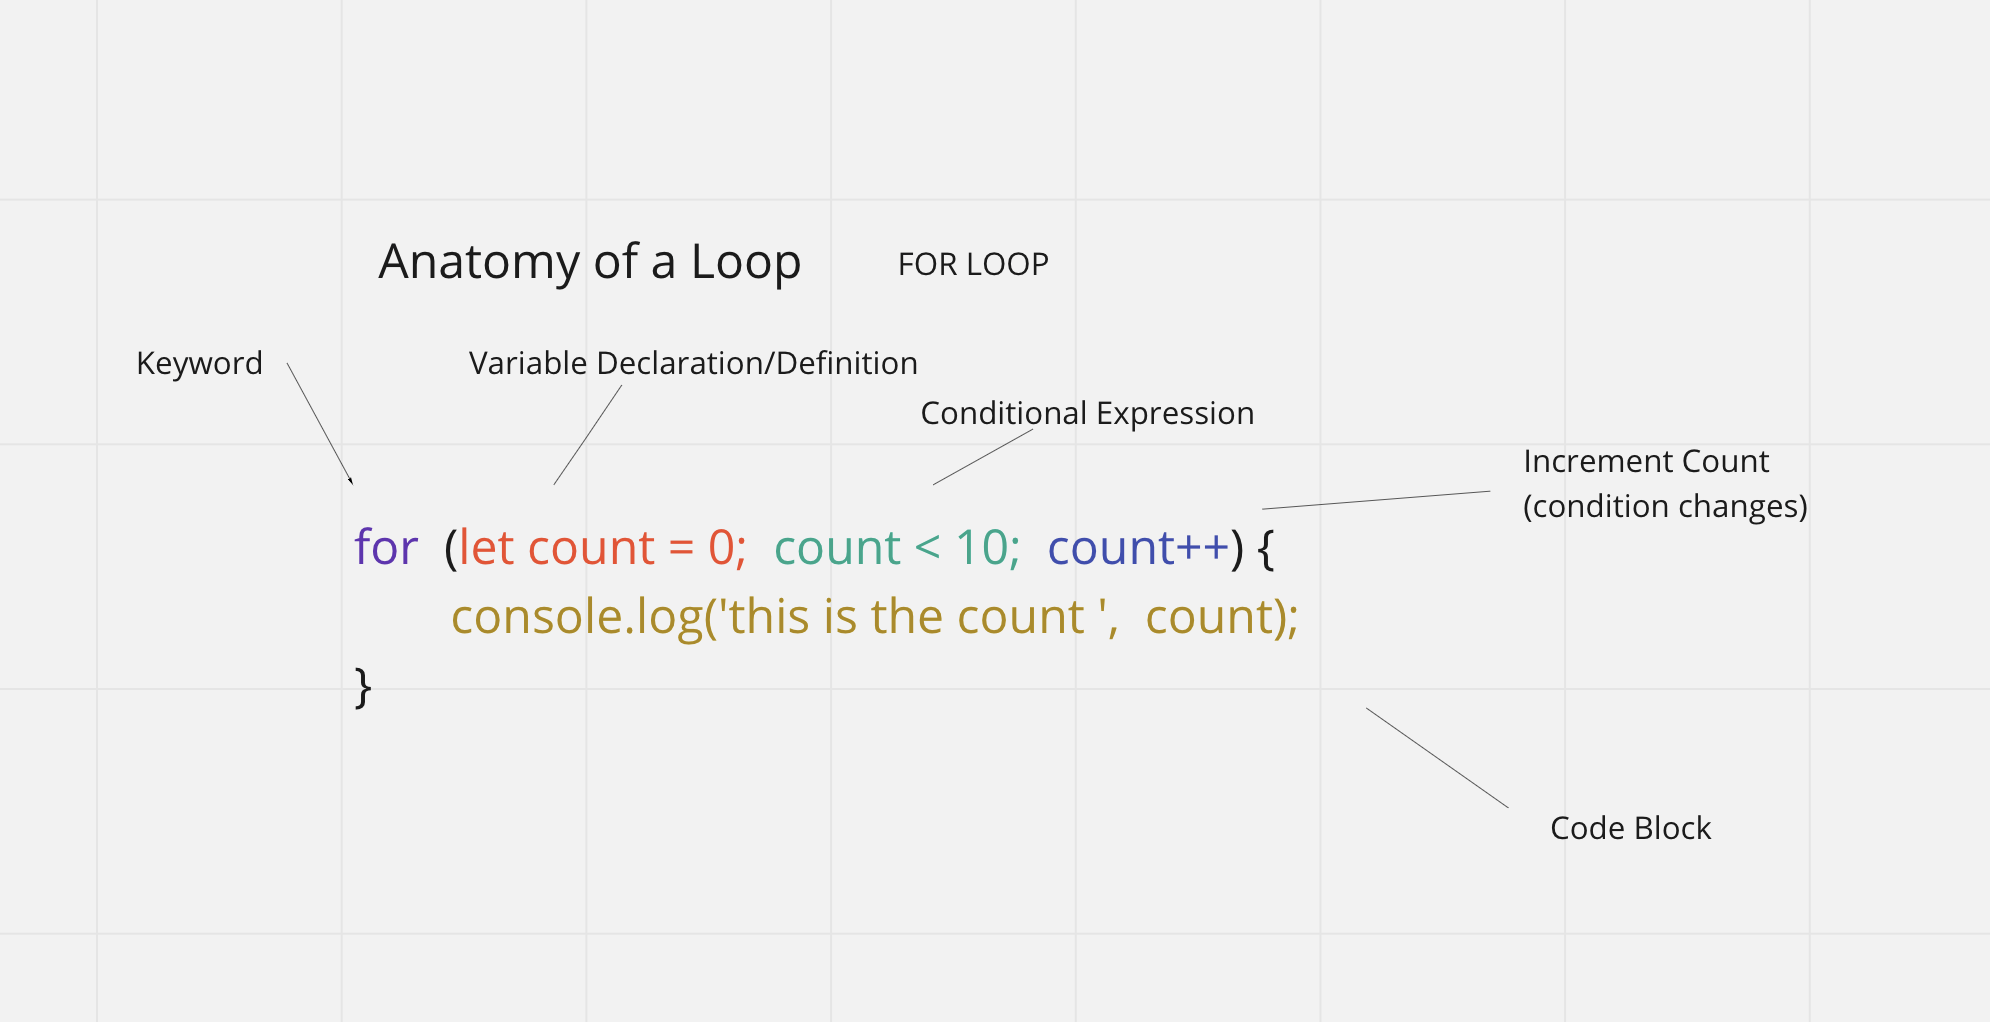 Anatomy of a Loop FOR LOOP
Keyword
Variable Declaration/Definition
Conditional Expression
Increment Count
(condition changes)
for (let count = 0; count < 10; count++) {
console.log('this is the count ', count);
}
Code Block